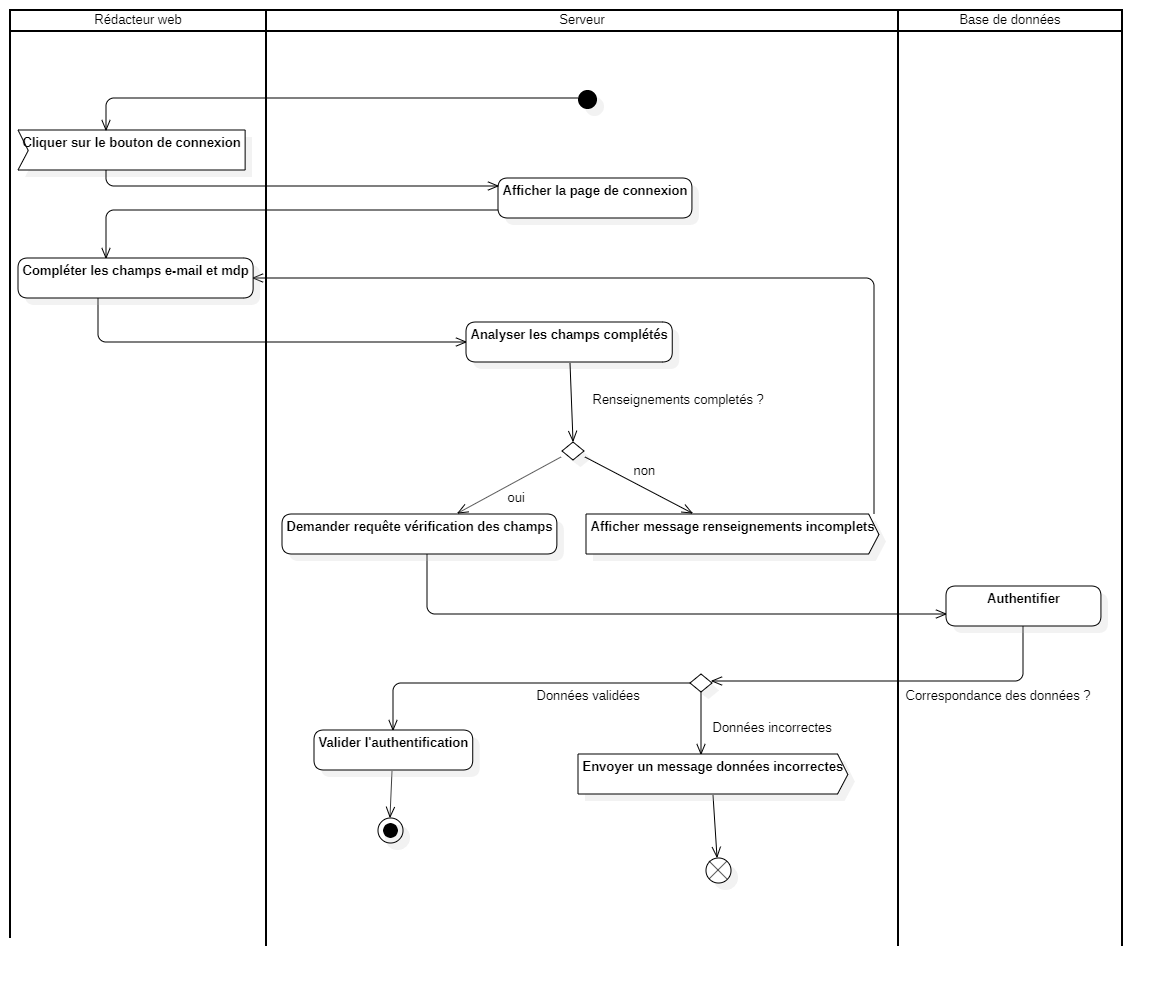 Rédacteur web
Serveur
Base de données
Cliquer sur le bouton de connexion
Afficher la page de connexion
Compléter les champs e-mail et mdp
Analyser les champs complétés
Renseignements completés ?
non
oui
Demander requête vérification des champs
Afficher message renseignements incomplets
Authentifier
Données validées
Correspondance des données ?
Données incorrectes
Valider l'authentification
Envoyer un message données incorrectes